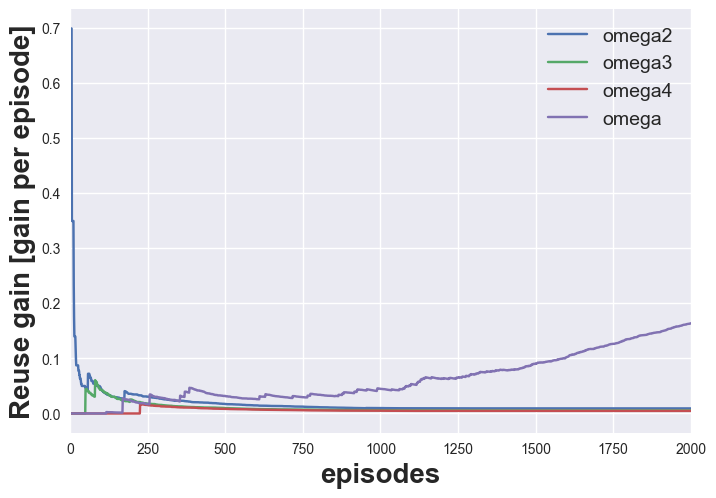 Reuse gain [gain per episode]
0.7
0.6
0.5
0.4
0.3
0.2
0.1
0.0
omega2
omega3
omega4
omega
0 250 500 750 1000 1250 1500 1750 2000
episodes